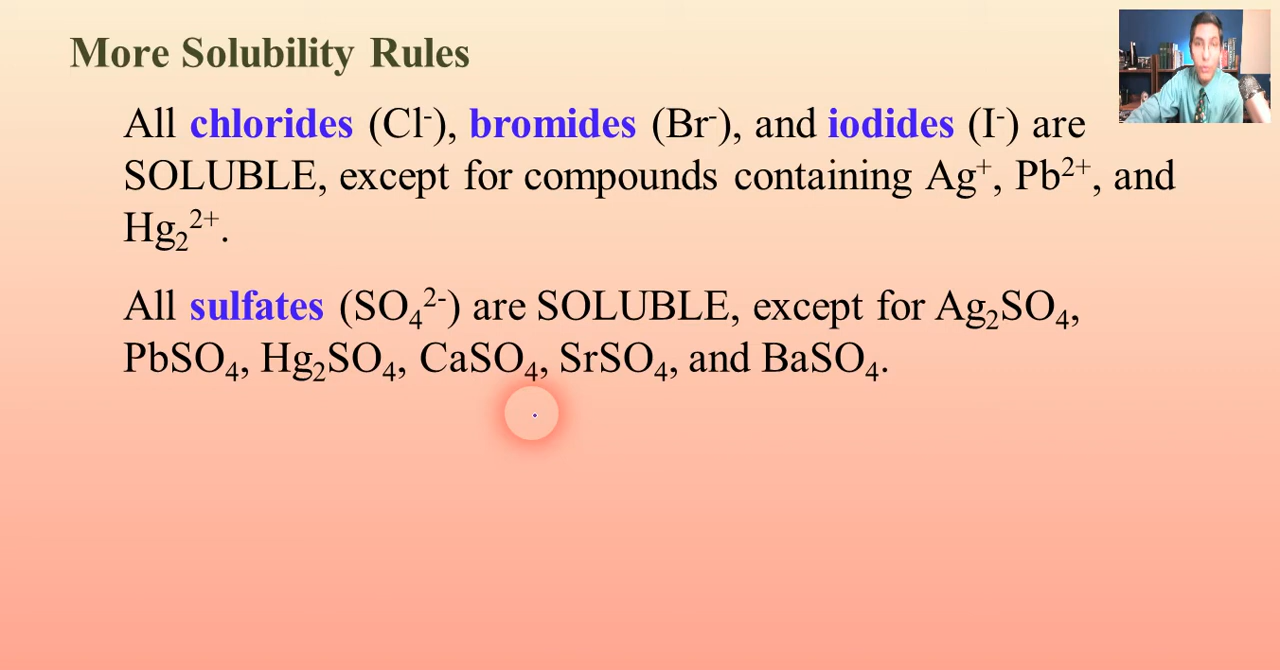 More Solubility Rules
All chlorides (Cl⁻), bromides (Br⁻), and iodides (I⁻) are
SOLUBLE, except for compounds containing Ag⁺, Pb²⁺, and
Hg₂²⁺.
All sulfates (SO₄²⁻) are SOLUBLE, except for Ag₂SO₄,
PbSO₄, Hg₂SO₄, CaSO₄, SrSO₄, and BaSO₄.